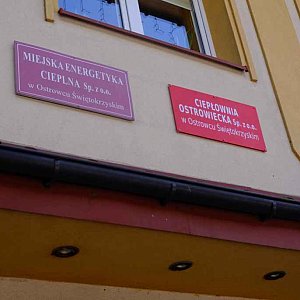 MIEJSKA ENERGETYKA
CIEPLNA Sp. z o.o.
w Ostrowcu Świętokrzyskim
CIEPŁOWNIA
OSTROWIECKA Sp. z o.o.
w Ostrowcu Świętokrzyskim